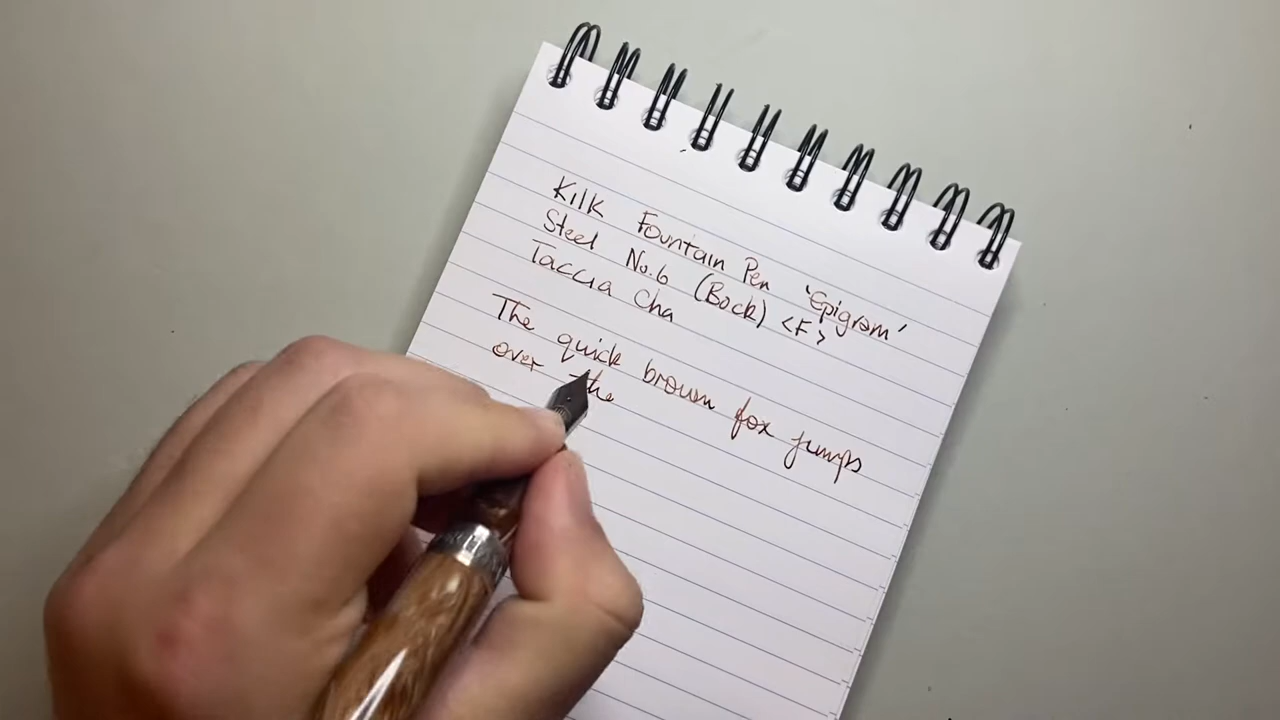 Kilk Fountain Pen 'Epigram'
Steel No.6 (Bock) <F>
Taccia Cha
The quick brown fox jumps
over the